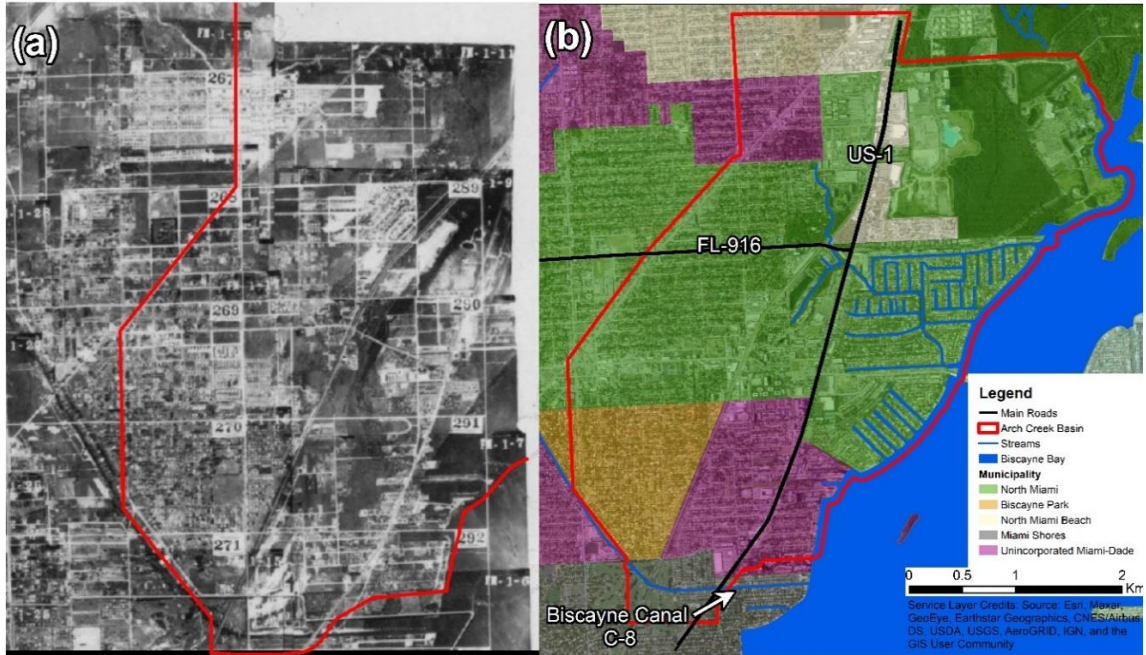 (a)
267
268
289
269
290
270
291
271
292
(b)
US-1
FL-916
Biscayne Canal
C-8
Legend
Main Roads
Arch Creek Basin
Streams
Biscayne Bay
Municipality
North Miami
Biscayne Park
North Miami Beach
Miami Shores
Unincorporated Miami-Dade
0 0.5 1 2
Km
Service Layer Credits: Source: Esri, Maxar,
GeoEye, Earthstar Geographics, CNES/Airbus
DS, USDA, USGS, AeroGRID, IGN, and the
GIS User Community